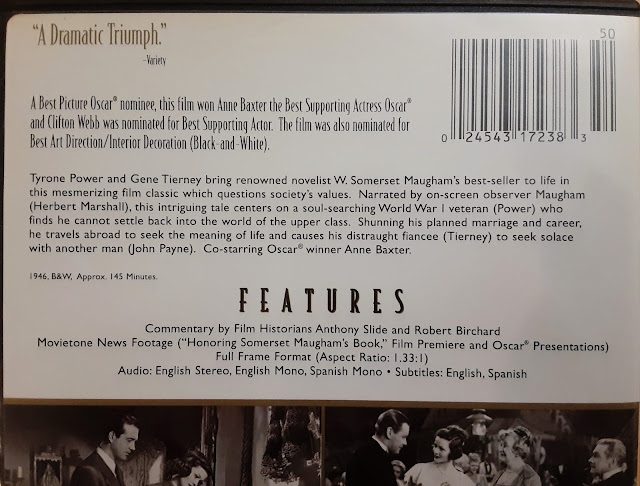 "A Dramatic Triumph."
–Variety
50
A Best Picture Oscar® nominee, this film won Anne Baxter the Best Supporting Actress Oscar®
and Clifton Webb was nominated for Best Supporting Actor. The film was also nominated for
Best Art Direction/Interior Decoration (Black-and-White).
0 24543 17238 3
Tyrone Power and Gene Tierney bring renowned novelist W. Somerset Maugham's best-seller to life in
this mesmerizing film classic which questions society's values. Narrated by on-screen observer Maugham
(Herbert Marshall), this intriguing tale centers on a soul-searching World War I veteran (Power) who
finds he cannot settle back into the world of the upper class. Shunning his planned marriage and career,
he travels abroad to seek the meaning of life and causes his distraught fiancee (Tierney) to seek solace
with another man (John Payne). Co-starring Oscar® winner Anne Baxter.
1946, B&W, Approx. 145 Minutes.
FEATURES
Commentary by Film Historians Anthony Slide and Robert Birchard
Movietone News Footage ("Honoring Somerset Maugham's Book," Film Premiere and Oscar® Presentations)
Full Frame Format (Aspect Ratio: 1.33:1)
Audio: English Stereo, English Mono, Spanish Mono • Subtitles: English, Spanish